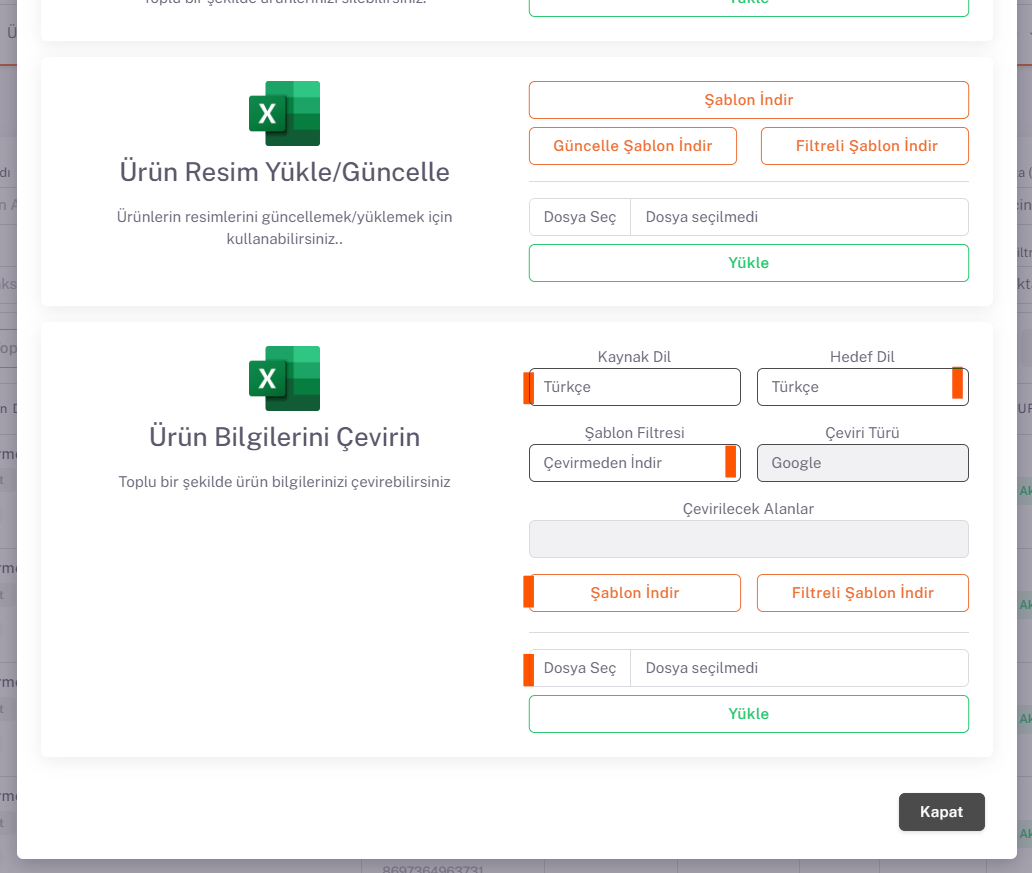 Toplu bir şekilde ürünlerinizi silebilirsiniz.
Yükle
Şablon İndir
Ürün Resim Yükle/Güncelle
Güncelle Şablon İndir
Filtreli Şablon İndir
Ürünlerin resimlerini güncellemek/yüklemek için
kullanabilirsiniz..
Dosya Seç
Dosya seçilmedi
Yükle
Ürün Bilgilerini Çevirin
Toplu bir şekilde ürün bilgilerinizi çevirebilirsiniz
Kaynak Dil
Hedef Dil
Türkçe
Türkçe
Şablon Filtresi
Çeviri Türü
Çevirmeden İndir
Google
Çevirilecek Alanlar
Şablon İndir
Filtreli Şablon İndir
Dosya Seç
Dosya seçilmedi
Yükle
Kapat
8697364963731